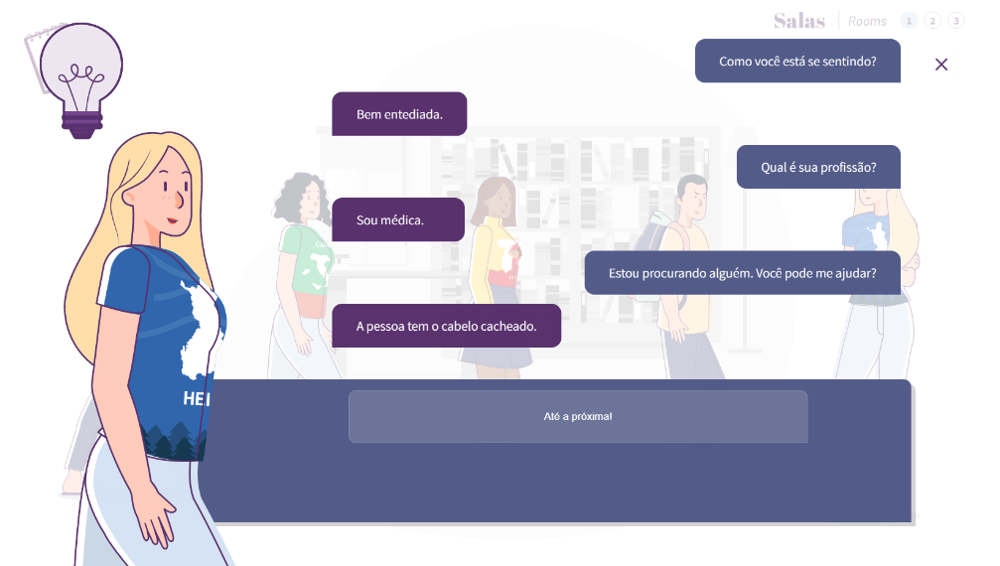 Salas Rooms 1 2 3
Como você está se sentindo?
Bem entediada.
Qual é sua profissão?
Sou médica.
Estou procurando alguém. Você pode me ajudar?
A pessoa tem o cabelo cacheado.
Até a próxima!
HEI